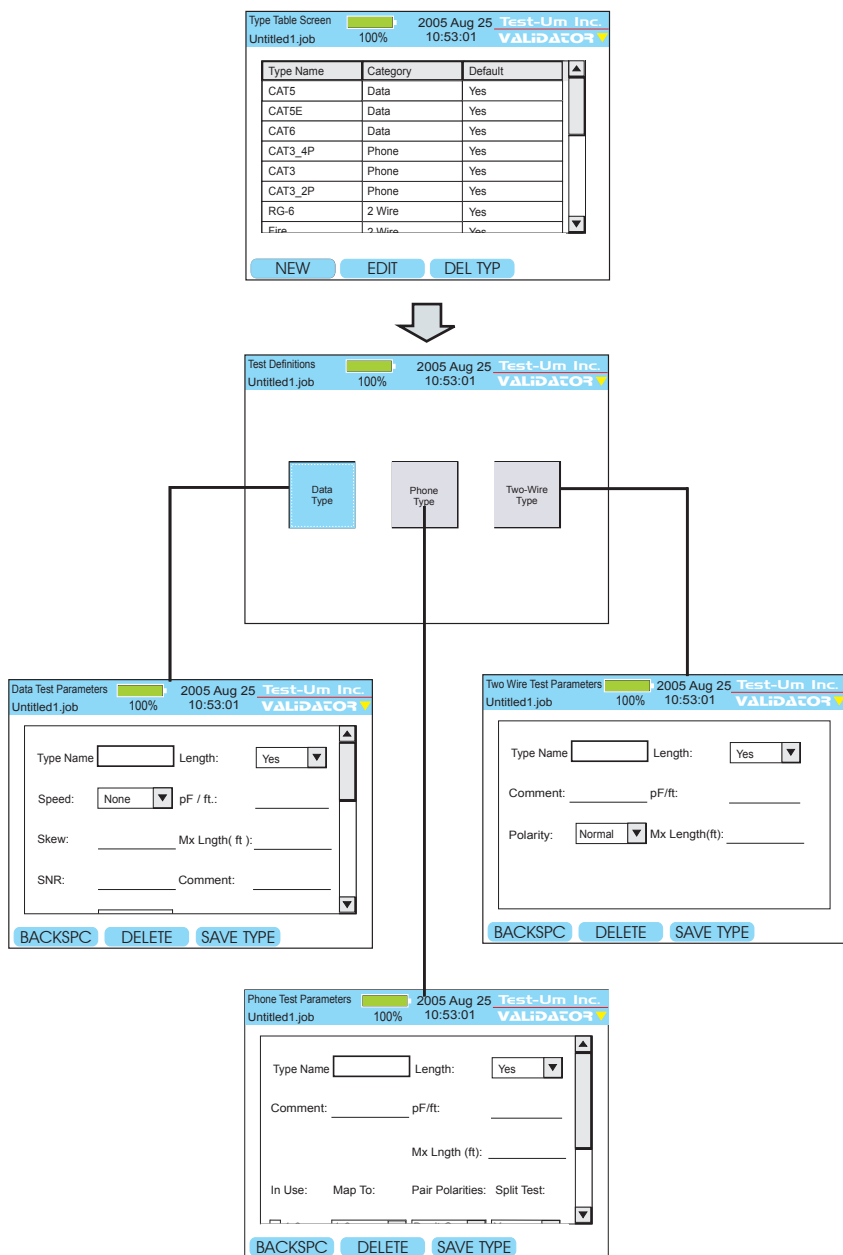 Type Table Screen 2005 Aug 25 Test-Um Inc.
Untitled1.job 100% 10:53:01 VALIDATOR
Type Name Category Default
CAT5 Data Yes
CAT5E Data Yes
CAT6 Data Yes
CAT3_4P Phone Yes
CAT3 Phone Yes
CAT3_2P Phone Yes
RG-6 2 Wire Yes
Fire 2 Wire Yes
NEW EDIT DEL TYP
Test Definitions 2005 Aug 25 Test-Um Inc.
Untitled1.job 100% 10:53:01 VALIDATOR
Data Type
Phone Type
Two-Wire Type
Data Test Parameters 2005 Aug 25 Test-Um Inc.
Untitled1.job 100% 10:53:01 VALIDATOR
Type Name Length: Yes
Speed: None pF / ft.:
Skew: Mx Lngth( ft ):
SNR: Comment:
BACKSPC DELETE SAVE TYPE
Two Wire Test Parameters 2005 Aug 25 Test-Um Inc.
Untitled1.job 100% 10:53:01 VALIDATOR
Type Name Length: Yes
Comment: pF/ft:
Polarity: Normal Mx Length(ft):
BACKSPC DELETE SAVE TYPE
Phone Test Parameters 2005 Aug 25 Test-Um Inc.
Untitled1.job 100% 10:53:01 VALIDATOR
Type Name Length: Yes
Comment: pF/ft:
Mx Lngth (ft):
In Use: Map To: Pair Polarities: Split Test:
BACKSPC DELETE SAVE TYPE